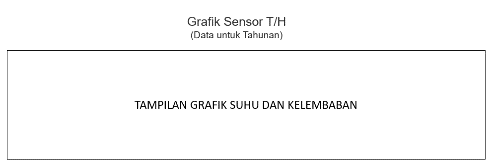 Grafik Sensor T/H
(Data untuk Tahunan)
TAMPILAN GRAFIK SUHU DAN KELEMBABAN